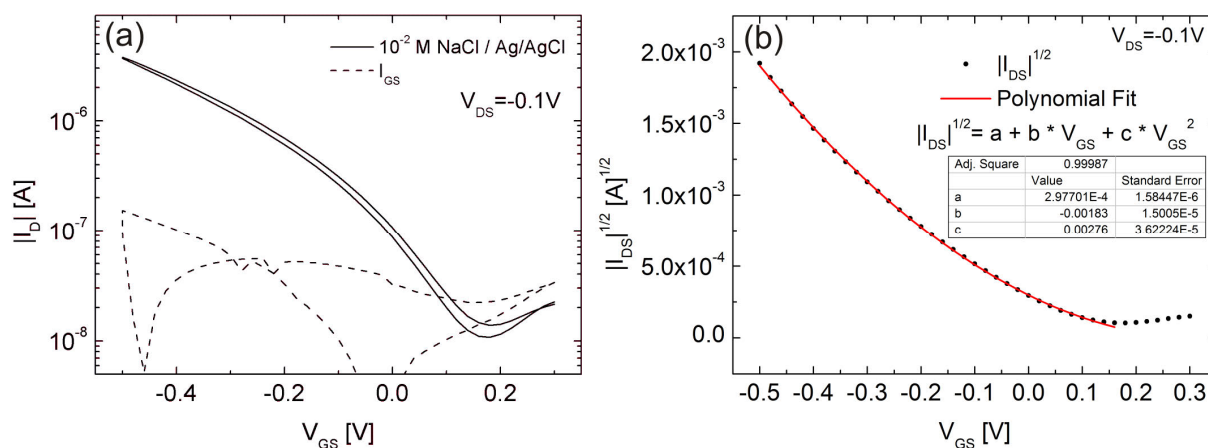 (a)
10⁻² M NaCl / Ag/AgCl
I_GS
V_DS=-0.1V
|I_D| [A]
10⁻⁶
10⁻⁷
10⁻⁸
-0.4 -0.2 0.0 0.2
V_GS [V]
(b)
V_DS=-0.1V
|I_DS|^1/2
Polynomial Fit
|I_DS|^1/2= a + b * V_GS + c * V_GS^2
Adj. Square 0.99987
Value Standard Error
a 2.97701E-4 1.58447E-6
b -0.00183 1.5005E-5
c 0.00276 3.62224E-5
|I_DS|^1/2 [A]^1/2
2.0x10⁻³
1.5x10⁻³
1.0x10⁻³
5.0x10⁻⁴
0.0
-0.5 -0.4 -0.3 -0.2 -0.1 0.0 0.1 0.2 0.3
V_GS [V]